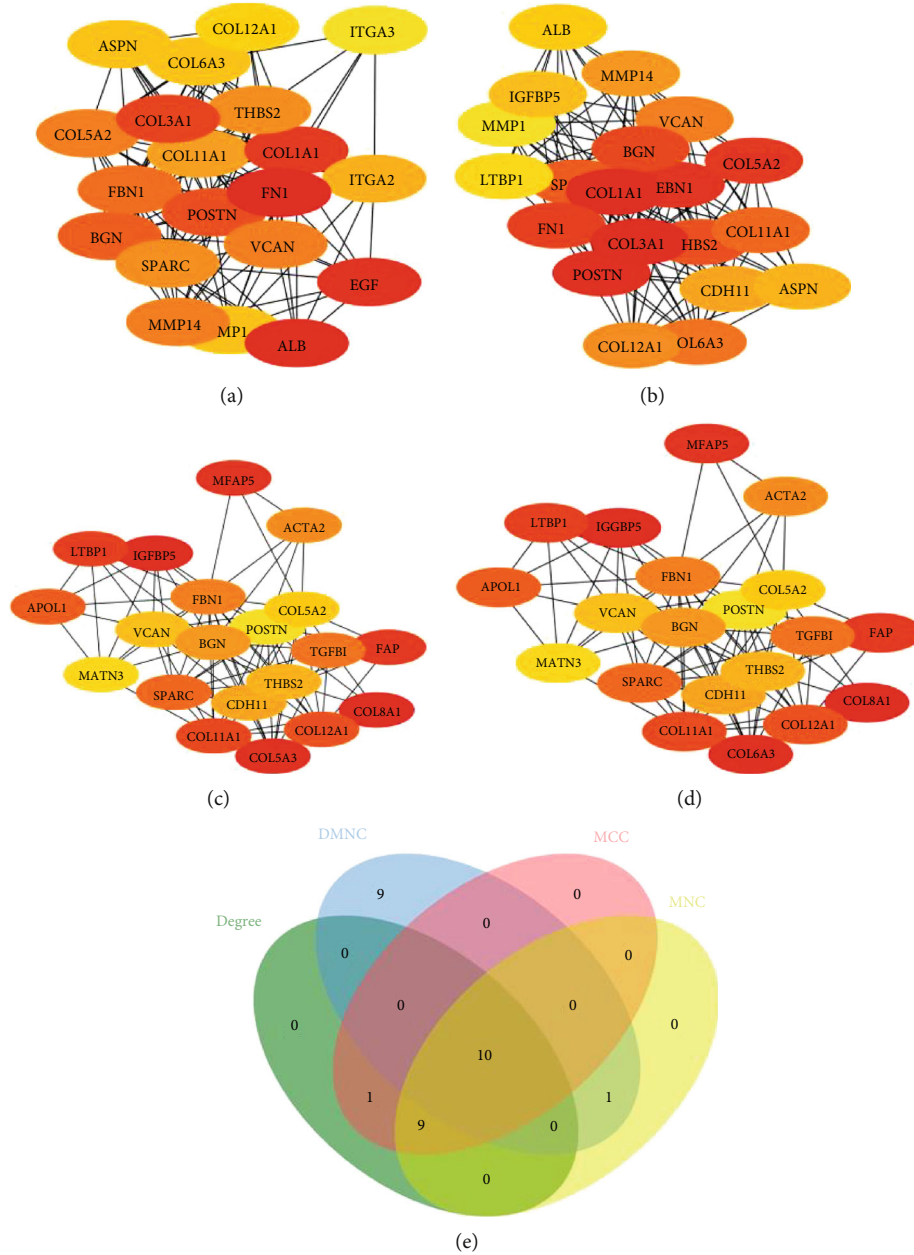 COL12A1
ITGA3
ASPN
COL6A3
THBS2
COL3A1
COL5A2
COL11A1
COL1A1
ITGA2
FBN1
FN1
POSTN
BGN
VCAN
SPARC
EGF
MMP14
MP1
ALB
(a)
ALB
MMP14
IGFBP5
MMP1
VCAN
BGN
COL5A2
LTBP1
SP
COL1A1
EBN1
FN1
COL11A1
COL3A1
HBS2
POSTN
CDH11
ASPN
COL12A1
OL6A3
(b)
MFAP5
ACTA2
LTBP1
IGFBP5
APOL1
FBN1
COL5A2
VCAN
POSTN
BGN
TGFBI
FAP
MATN3
THBS2
SPARC
CDH11
COL8A1
COL11A1
COL12A1
COL5A3
(c)
MFAP5
ACTA2
LTBP1
IGGBP5
FBN1
APOL1
COL5A2
VCAN
POSTN
BGN
TGFBI
FAP
MATN3
THBS2
SPARC
CDH11
COL8A1
COL11A1
COL12A1
COL6A3
(d)
DMNC
MCC
Degree
MNC
9
0
0
0
0
0
0
0
0
10
1
1
9
0
0
(e)